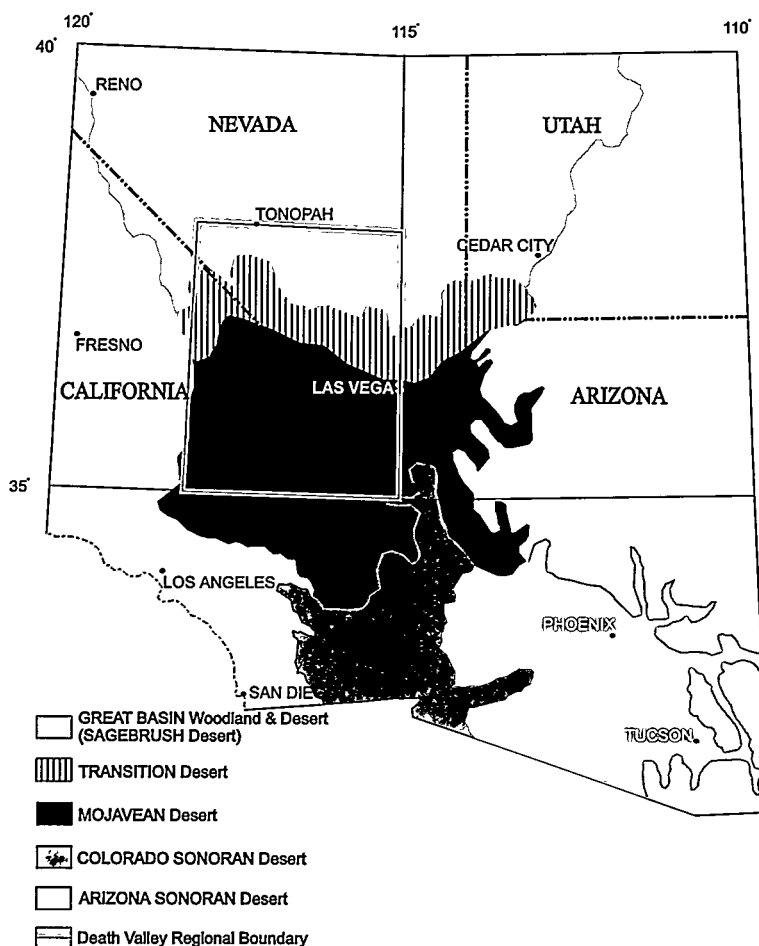 120°
115°
110°
40°
RENO
NEVADA
UTAH
TONOPAH
CEDAR CITY
FRESNO
LAS VEGAS
CALIFORNIA
ARIZONA
35°
LOS ANGELES
PHOENIX
SAN DIE
TUCSON
GREAT BASIN Woodland & Desert
(SAGEBRUSH Desert)
TRANSITION Desert
MOJAVEAN Desert
COLORADO SONORAN Desert
ARIZONA SONORAN Desert
Death Valley Regional Boundary